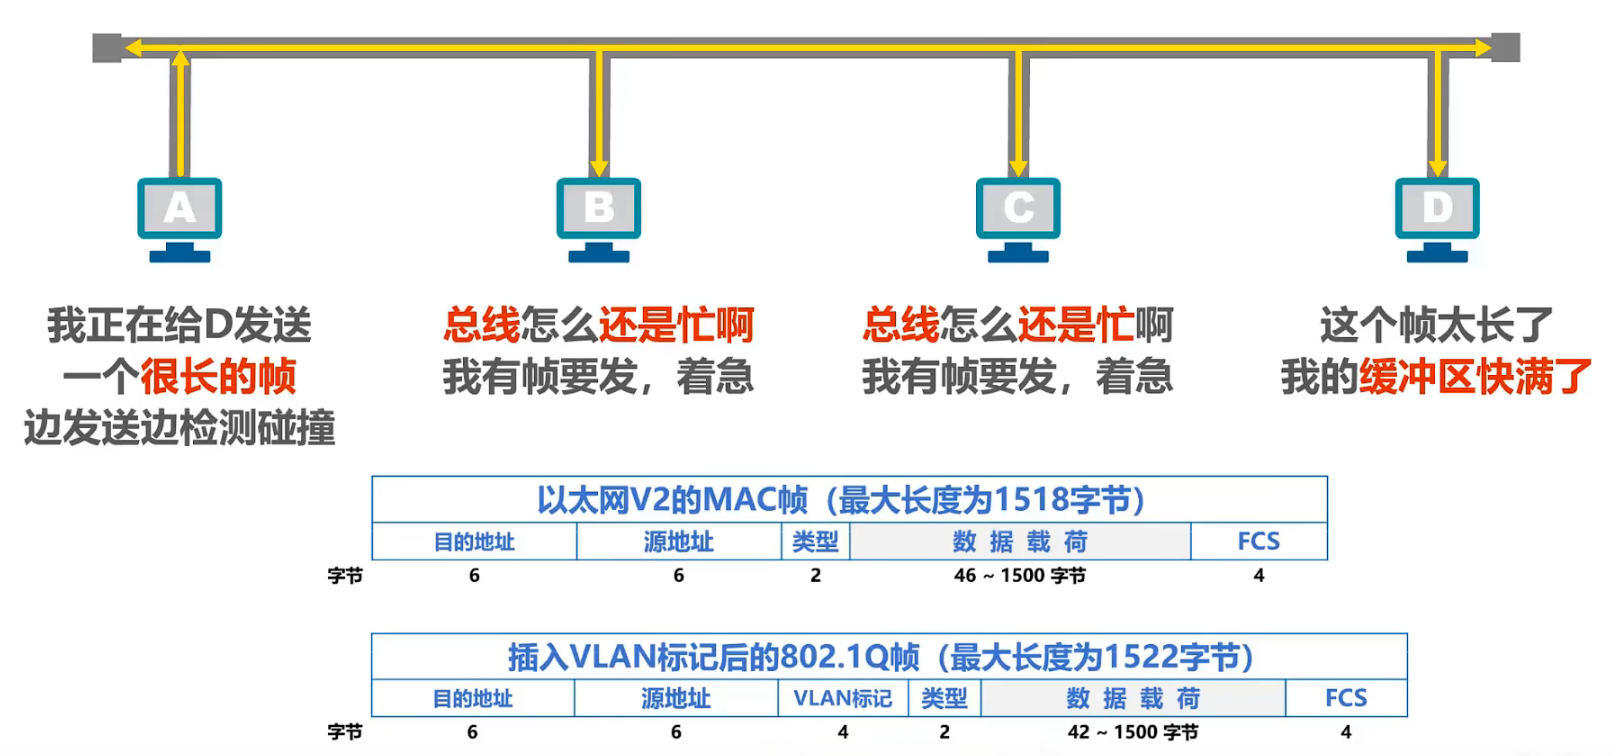 A
B
C
D
我正在给D发送
一个很长的帧
边发送边检测碰撞
总线怎么还是忙啊
我有帧要发，着急
总线怎么还是忙啊
我有帧要发，着急
这个帧太长了
我的缓冲区快满了
以太网V2的MAC帧（最大长度为1518字节）
目的地址 源地址 类型 数 据 载 荷 FCS
字节 6 6 2 46 ~ 1500 字节 4
插入VLAN标记后的802.1Q帧（最大长度为1522字节）
目的地址 源地址 VLAN标记 类型 数 据 载 荷 FCS
字节 6 6 4 2 42 ~ 1500 字节 4